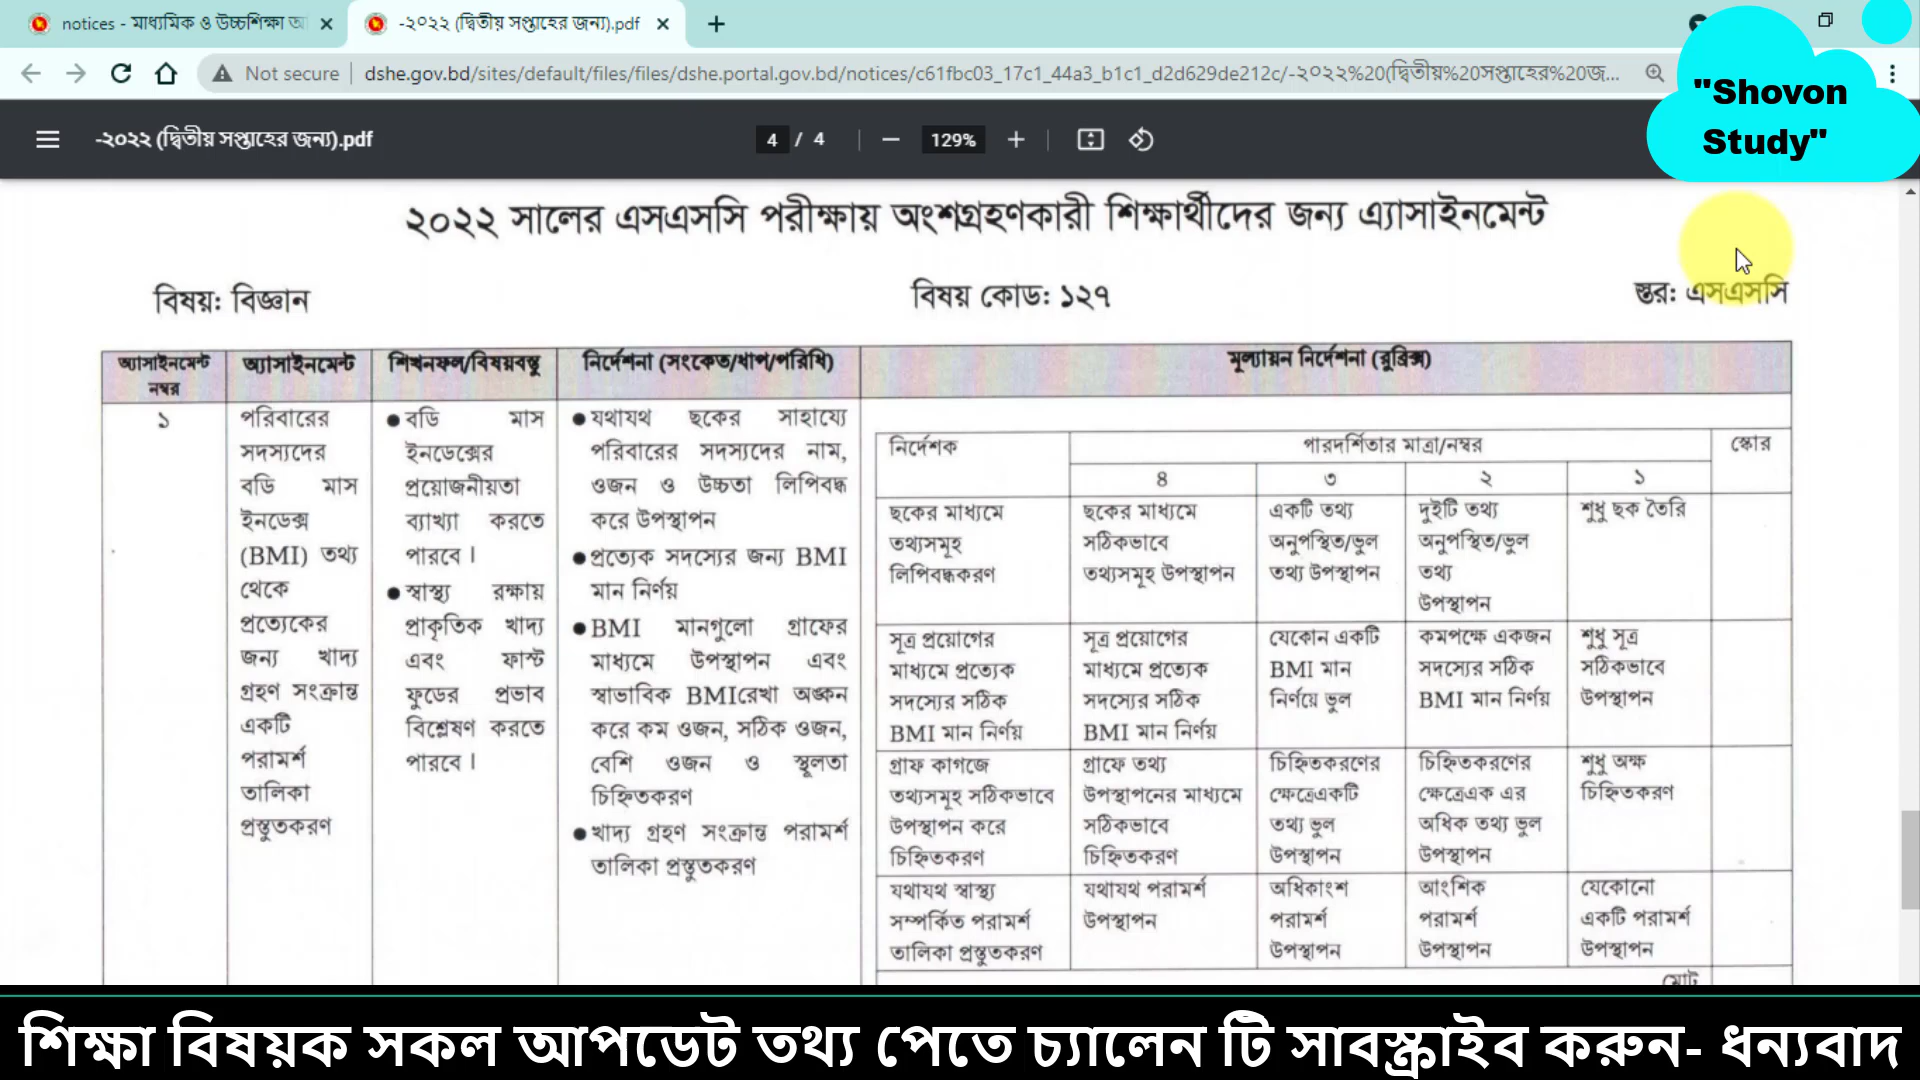 notices - মাধ্যমিক ও উচ্চশিক্ষা অ
-২০২২ (দ্বিতীয় সপ্তাহের জন্য).pdf
Not secure
dshe.gov.bd/sites/default/files/files/dshe.portal.gov.bd/notices/c61fbc03_17c1_44a3_b1c1_d2d629de212c/-২০২২%20(দ্বিতীয়%20সপ্তাহের%20জ...
"Shovon
Study"
-২০২২ (দ্বিতীয় সপ্তাহের জন্য).pdf
4 / 4
129%
২০২২ সালের এসএসসি পরীক্ষায় অংশগ্রহণকারী শিক্ষার্থীদের জন্য এ্যাসাইনমেন্ট
বিষয়: বিজ্ঞান
বিষয় কোড: ১২৭
স্তর: এসএসসি
অ্যাসাইনমেন্ট
নম্বর
অ্যাসাইনমেন্ট
শিখনফল/বিষয়বস্তু
নির্দেশনা (সংকেত/ধাপ/পরিধি)
মূল্যায়ন নির্দেশনা (রুব্রিক্স)
১
পরিবারের
সদস্যদের
বডি মাস
ইনডেক্স
(BMI) তথ্য
থেকে
প্রত্যেকের
জন্য খাদ্য
গ্রহণ সংক্রান্ত
একটি
পরামর্শ
তালিকা
প্রস্তুতকরণ
● বডি মাস
ইনডেক্সের
প্রয়োজনীয়তা
ব্যাখ্যা করতে
পারবে।
● স্বাস্থ্য রক্ষায়
প্রাকৃতিক খাদ্য
এবং ফাস্ট
ফুডের প্রভাব
বিশ্লেষণ করতে
পারবে।
● যথাযথ ছকের সাহায্যে
পরিবারের সদস্যদের নাম,
ওজন ও উচ্চতা লিপিবদ্ধ
করে উপস্থাপন
● প্রত্যেক সদস্যের জন্য BMI
মান নির্ণয়
● BMI মানগুলো গ্রাফের
মাধ্যমে উপস্থাপন এবং
স্বাভাবিক BMIরেখা অঙ্কন
করে কম ওজন, সঠিক ওজন,
বেশি ওজন ও স্থূলতা
চিহ্নিতকরণ
● খাদ্য গ্রহণ সংক্রান্ত পরামর্শ
তালিকা প্রস্তুতকরণ
নির্দেশক
পারদর্শিতার মাত্রা/নম্বর
স্কোর
৪
৩
২
১
ছকের মাধ্যমে
তথ্যসমূহ
লিপিবদ্ধকরণ
ছকের মাধ্যমে
সঠিকভাবে
তথ্যসমূহ উপস্থাপন
একটি তথ্য
অনুপস্থিত/ভুল
তথ্য উপস্থাপন
দুইটি তথ্য
অনুপস্থিত/ভুল
তথ্য
উপস্থাপন
শুধু ছক তৈরি
সূত্র প্রয়োগের
মাধ্যমে প্রত্যেক
সদস্যের সঠিক
BMI মান নির্ণয়
সূত্র প্রয়োগের
মাধ্যমে প্রত্যেক
সদস্যের সঠিক
BMI মান নির্ণয়
যেকোন একটি
BMI মান
নির্ণয়ে ভুল
কমপক্ষে একজন
সদস্যের সঠিক
BMI মান নির্ণয়
শুধু সূত্র
সঠিকভাবে
উপস্থাপন
গ্রাফ কাগজে
তথ্যসমূহ সঠিকভাবে
উপস্থাপন করে
চিহ্নিতকরণ
গ্রাফে তথ্য
উপস্থাপনের মাধ্যমে
সঠিকভাবে
চিহ্নিতকরণ
চিহ্নিতকরণের
ক্ষেত্রেএকটি
তথ্য ভুল
উপস্থাপন
চিহ্নিতকরণের
ক্ষেত্রেএক এর
অধিক তথ্য ভুল
উপস্থাপন
শুধু অক্ষ
চিহ্নিতকরণ
যথাযথ স্বাস্থ্য
সম্পর্কিত পরামর্শ
তালিকা প্রস্তুতকরণ
যথাযথ পরামর্শ
উপস্থাপন
অধিকাংশ
পরামর্শ
উপস্থাপন
আংশিক
পরামর্শ
উপস্থাপন
যেকোনো
একটি পরামর্শ
উপস্থাপন
মোট
শিক্ষা বিষয়ক সকল আপডেট তথ্য পেতে চ্যালেন টি সাবস্ক্রাইব করুন- ধন্যবাদ